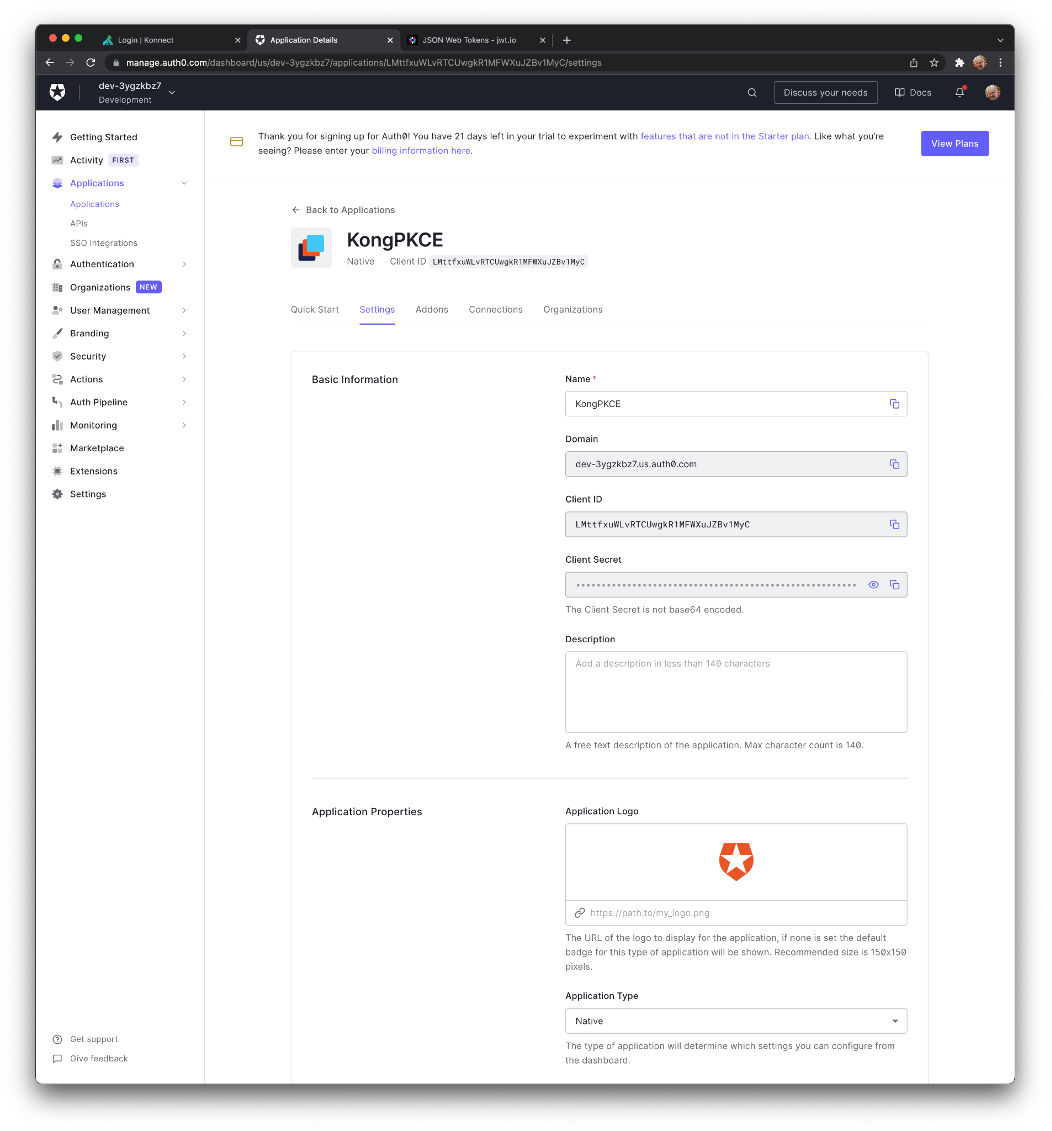 Login | Konnect
Application Details
JSON Web Tokens - jwt.io
manage.auth0.com/dashboard/us/dev-3ygzkbz7/applications/LMttfxuWLvRTCUwgkR1MFWXuJZBv1MyC/settings
dev-3ygzkbz7
Development
Discuss your needs
Docs
Getting Started
Activity FIRST
Applications
Applications
APIs
SSO Integrations
Authentication
Organizations NEW
User Management
Branding
Security
Actions
Auth Pipeline
Monitoring
Marketplace
Extensions
Settings
Get support
Give feedback
Thank you for signing up for Auth0! You have 21 days left in your trial to experiment with features that are not in the Starter plan. Like what you're
seeing? Please enter your billing information here.
View Plans
Back to Applications
KongPKCE
Native Client ID LMttfxuWLvRTCUwgkR1MFWXuJZBv1MyC
Quick Start Settings Addons Connections Organizations
Basic Information
Name *
KongPKCE
Domain
dev-3ygzkbz7.us.auth0.com
Client ID
LMttfxuWLvRTCUwgkR1MFWXuJZBv1MyC
Client Secret
The Client Secret is not base64 encoded.
Description
Add a description in less than 140 characters
A free text description of the application. Max character count is 140.
Application Properties
Application Logo
https://path.to/my_logo.png
The URL of the logo to display for the application, if none is set the default
badge for this type of application will be shown. Recommended size is 150x150
pixels.
Application Type
Native
The type of application will determine which settings you can configure from
the dashboard.